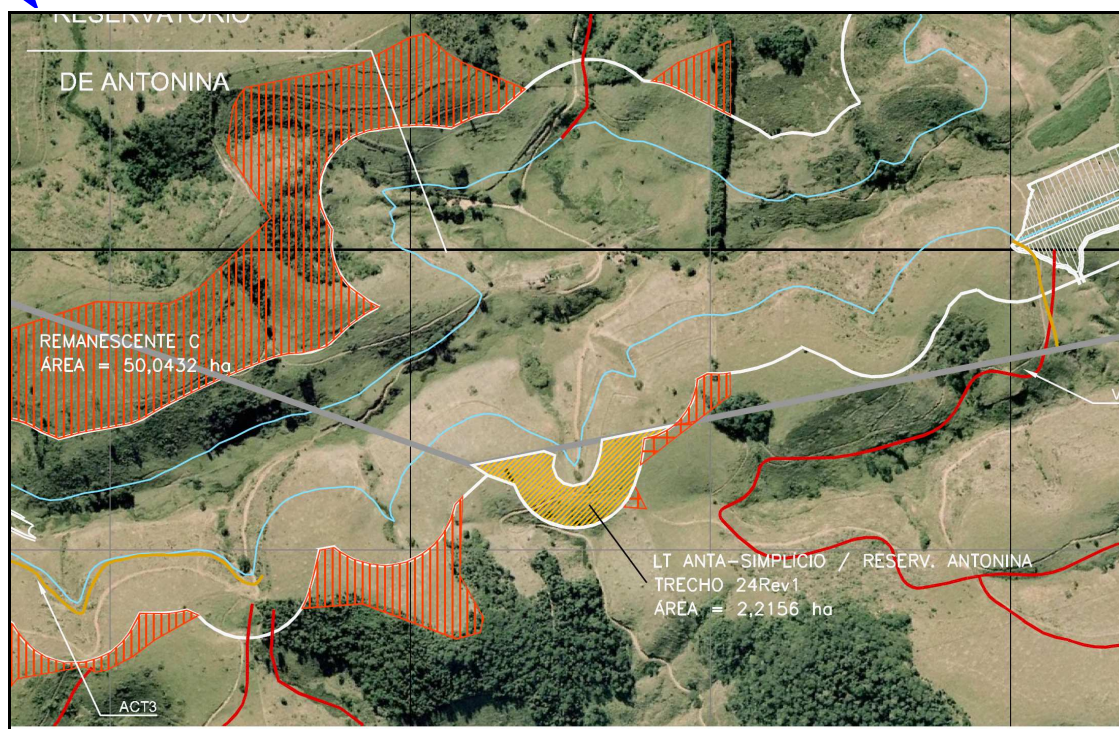 RESERVATÓRIO
DE ANTONINA
REMANESCENTE C
ÁREA = 50,0432 ha
LT ANTA-SIMPLÍCIO / RESERV. ANTONINA
TRECHO 24Rev1
ÁREA = 2,2156 ha
V
ACT3